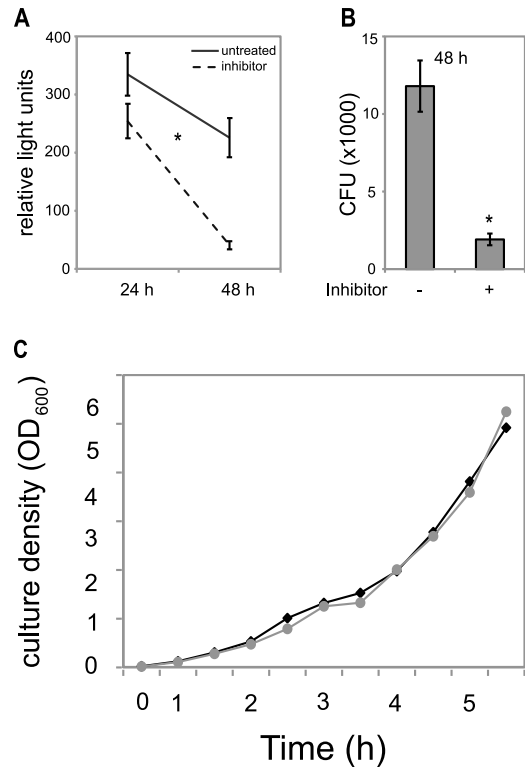 A
untreated
inhibitor
400
300
200
100
0
relative light units
*
24 h
48 h
B
48 h
15
10
5
0
CFU (x1000)
*
Inhibitor
-
+
C
6
5
4
3
2
1
0
culture density (OD600)
0 1 2 3 4 5
Time (h)